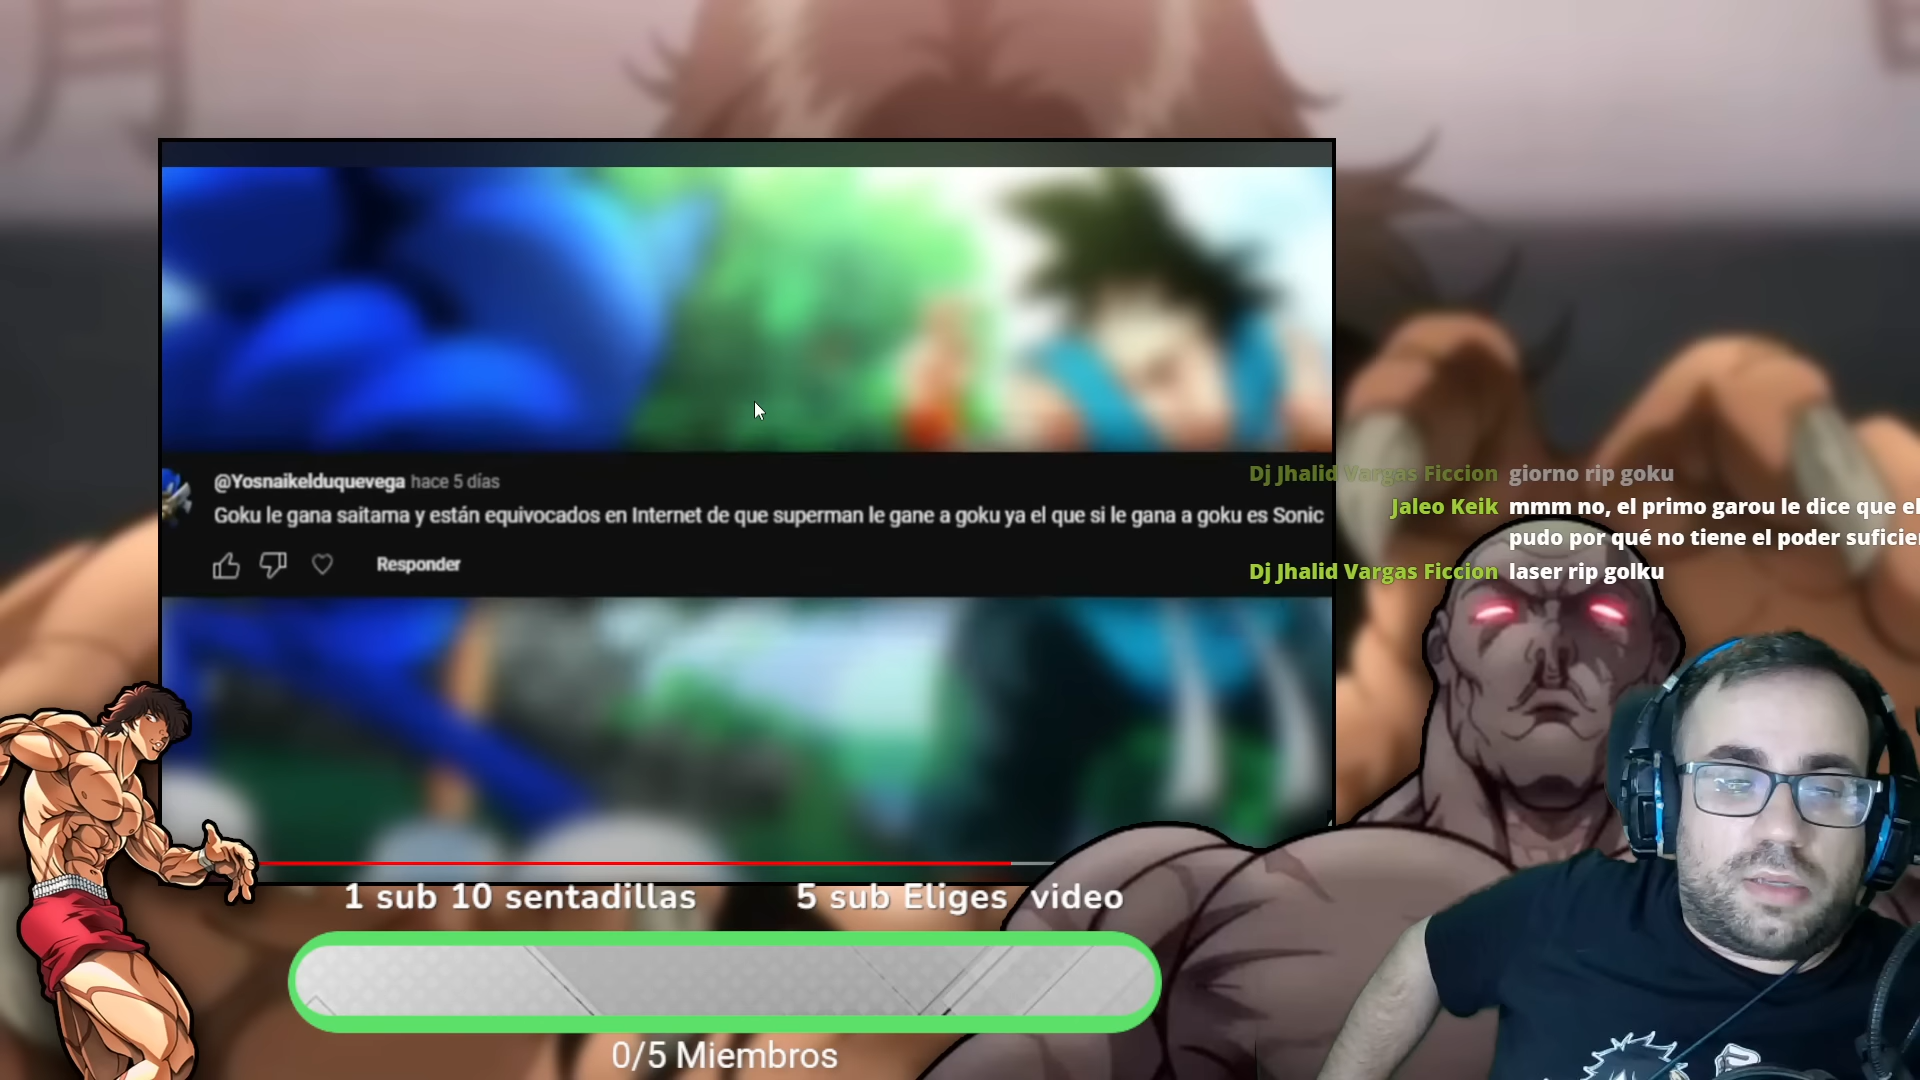 @Yosnaikelduquevega hace 5 días
Goku le gana saitama y están equivocados en Internet de que superman le gane a goku ya el que si le gana a goku es Sonic
Responder
Dj Jhalid Vargas Ficcion giorno rip goku
Jaleo Keik mmm no, el primo garou le dice que el
pudo por qué no tiene el poder suficie
Dj Jhalid Vargas Ficcion laser rip golku
1 sub 10 sentadillas 5 sub Eliges video
0/5 Miembros